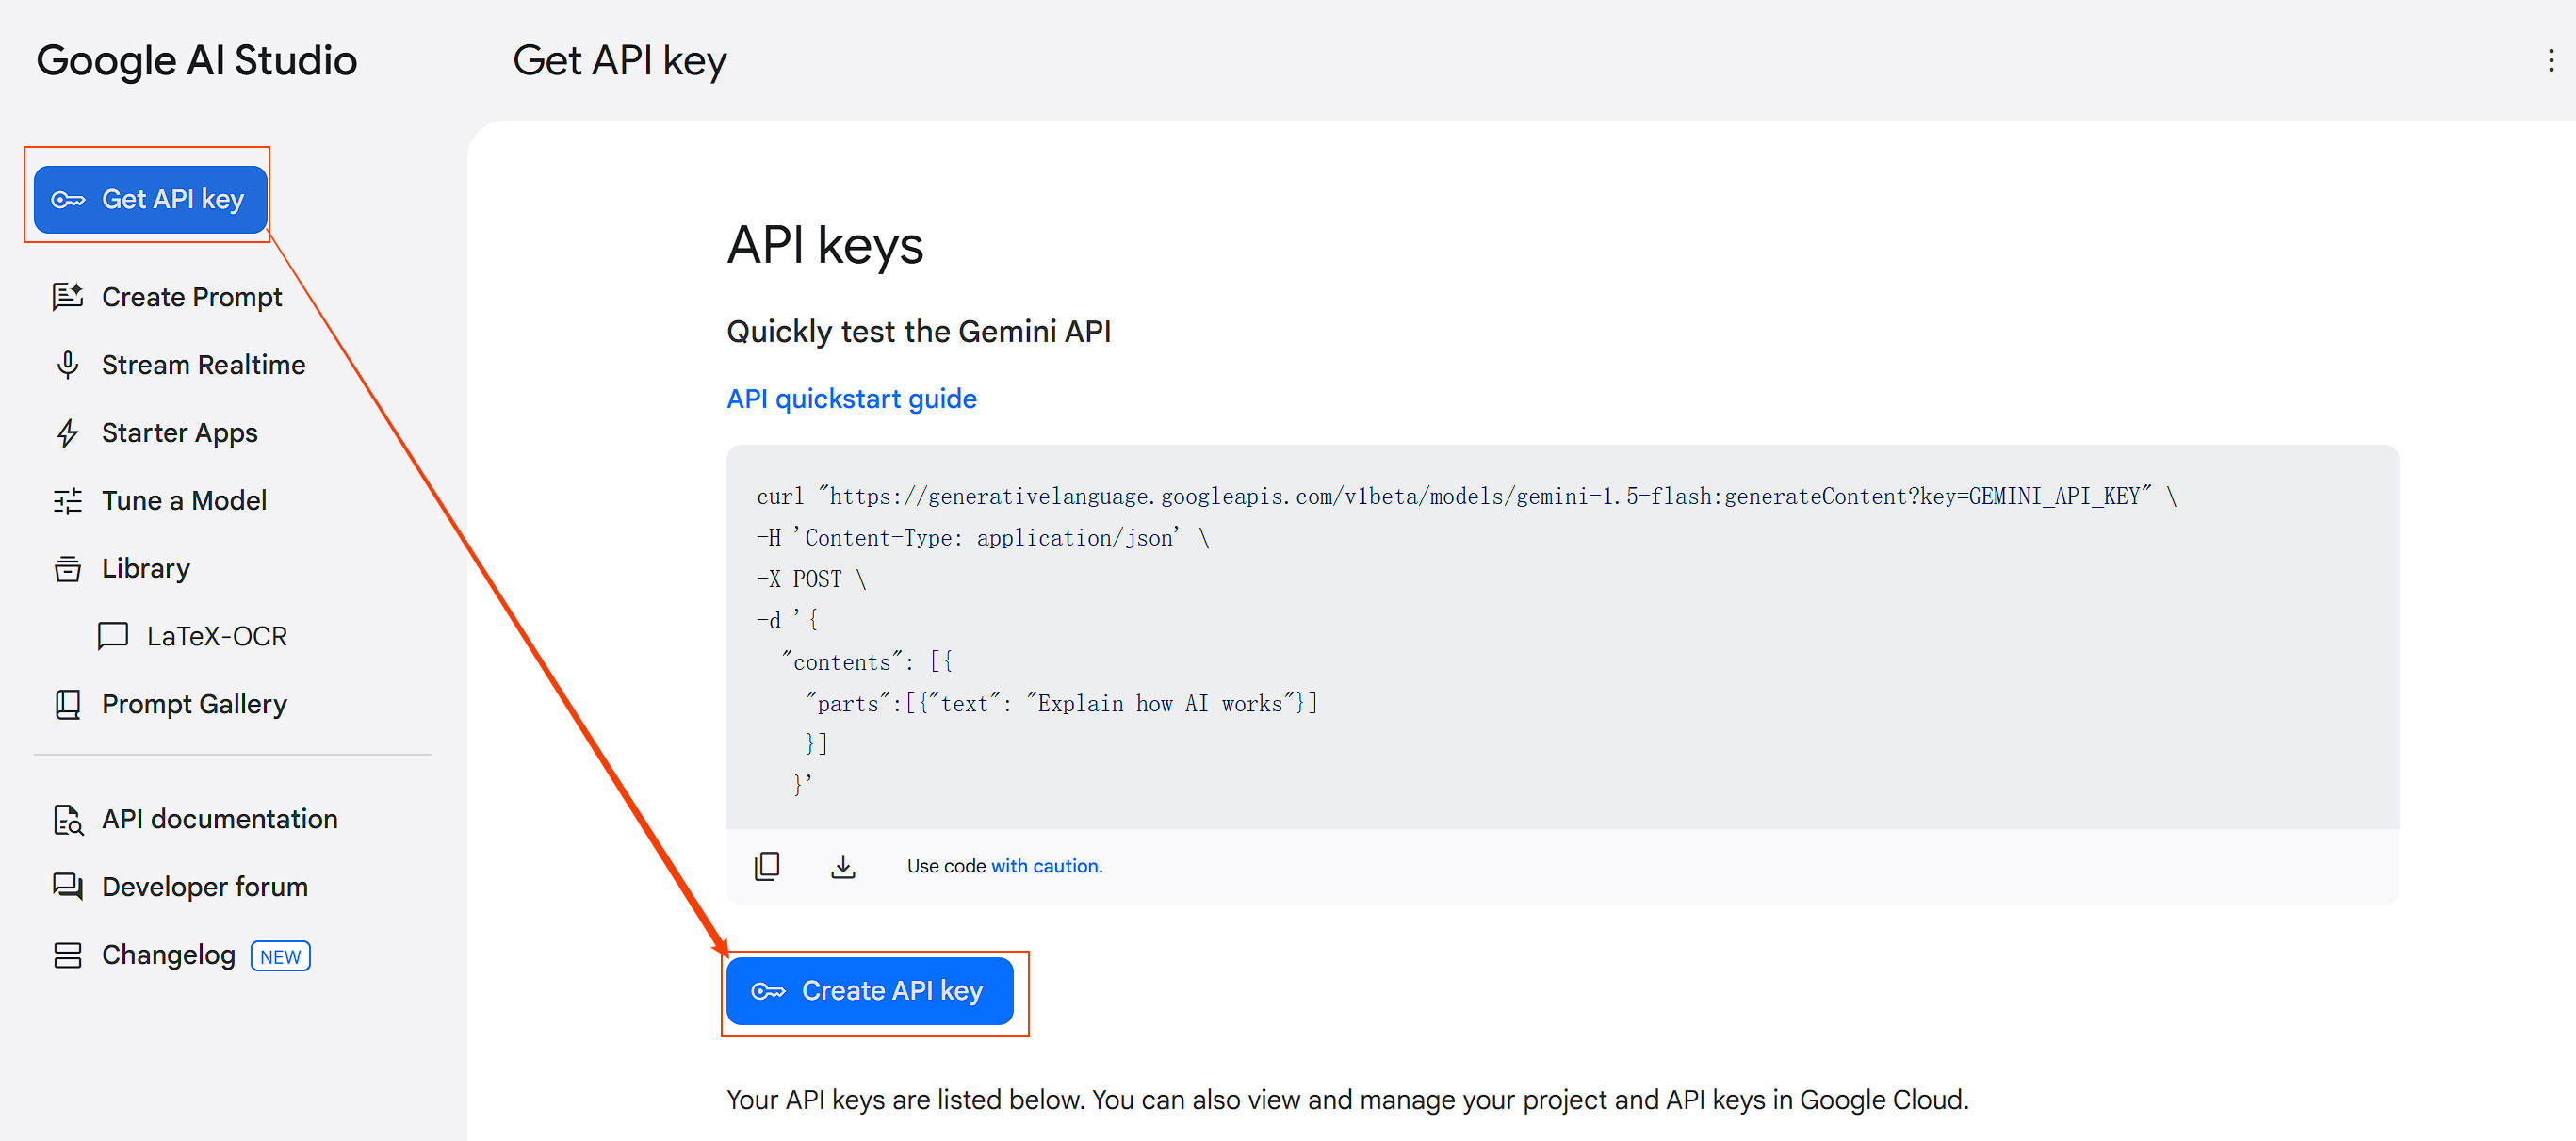 Google AI Studio
Get API key
Get API key
Create Prompt
Stream Realtime
Starter Apps
Tune a Model
Library
LaTeX-OCR
Prompt Gallery
API documentation
Developer forum
Changelog NEW
API keys
Quickly test the Gemini API
API quickstart guide
curl "https://generativelanguage.googleapis.com/v1beta/models/gemini-1.5-flash:generateContent?key=GEMINI_API_KEY" \
-H 'Content-Type: application/json' \
-X POST \
-d '{
  "contents": [{
    "parts":[{"text": "Explain how AI works"}]
    }]
   }'
Use code with caution.
Create API key
Your API keys are listed below. You can also view and manage your project and API keys in Google Cloud.